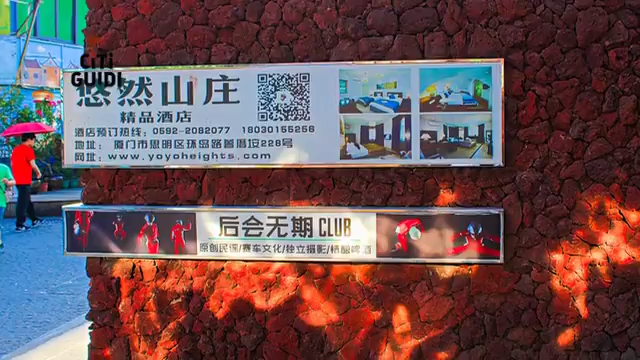 CiTi
GUIDE
悠然山庄
精品酒店
酒店预订热线：0592-2082077 18030155256
地址：厦门市思明区环岛路曾厝垵228号
网址：www.yoyoheights.com
后会无期 CLUB
原创民谣/赛车文化/独立摄影/精酿啤酒